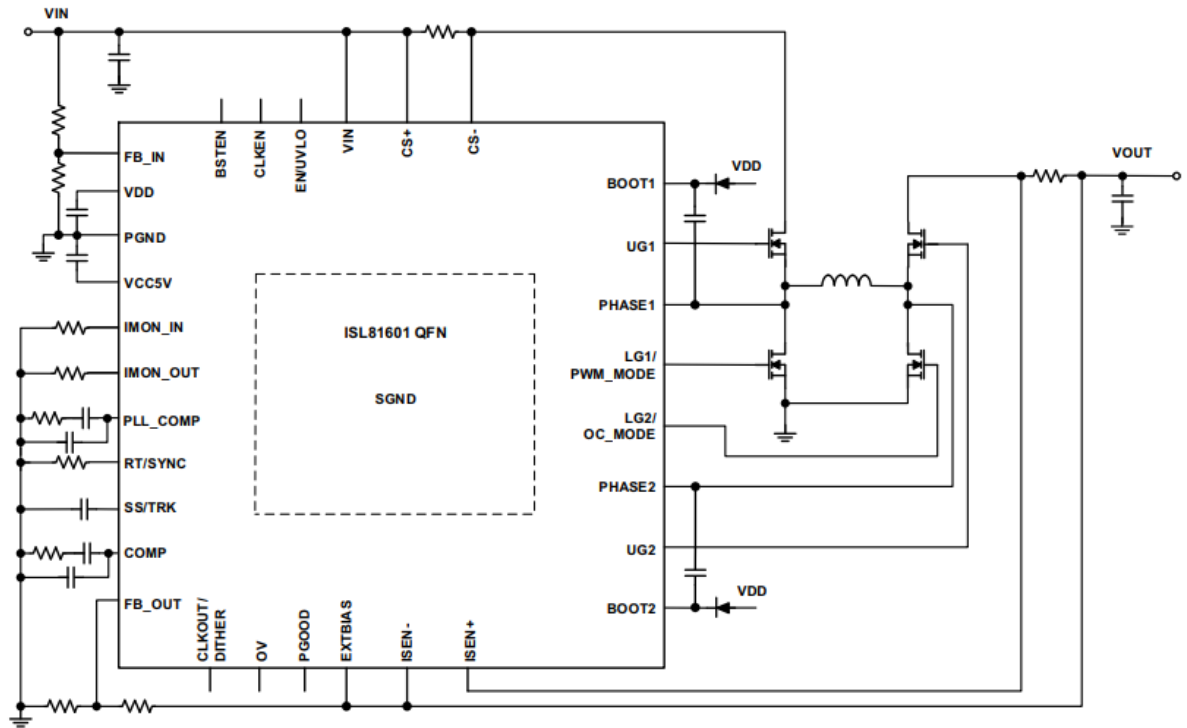 VIN
VOUT
BSTEN
CLKEN
EN/UVLO
VIN
CS+
CS-
FB_IN
VDD
PGND
VCC5V
IMON_IN
IMON_OUT
PLL_COMP
RT/SYNC
SS/TRK
COMP
FB_OUT
ISL81601 QFN
SGND
BOOT1
VDD
UG1
PHASE1
LG1/
PWM_MODE
LG2/
OC_MODE
PHASE2
UG2
BOOT2
VDD
CLKOUT/
DITHER
OV
PGOOD
EXTBIAS
ISEN-
ISEN+